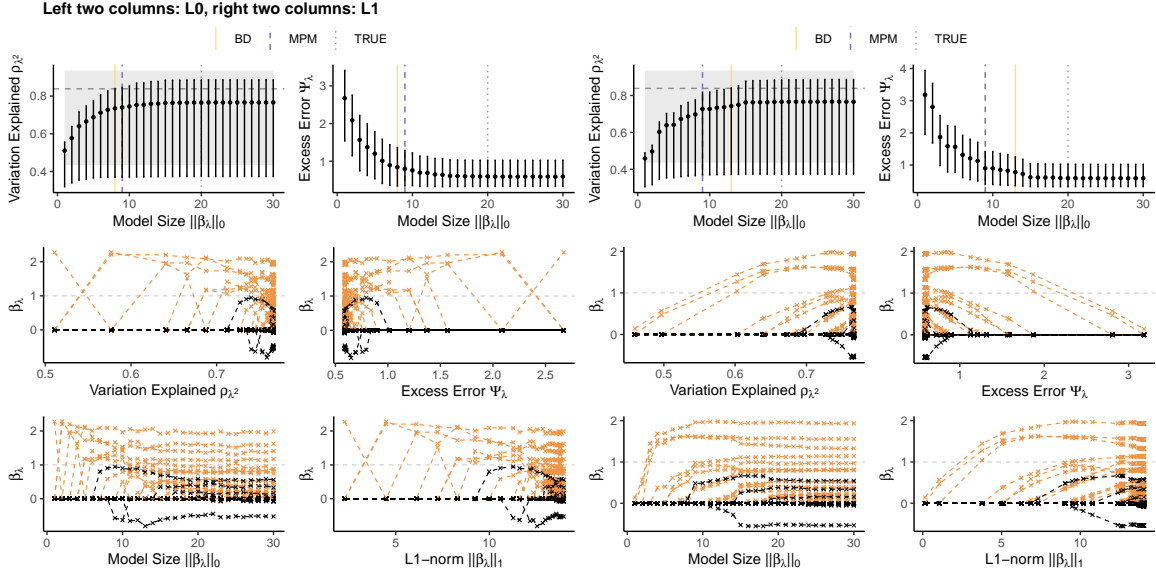 Left two columns: L0, right two columns: L1
BD MPM TRUE
BD MPM TRUE
Variation Explained ρλ²
0.8
0.6
0.4
0 10 20 30
Model Size ||βλ||0
Excess Error Ψλ
3
2
1
0 10 20 30
Model Size ||βλ||0
Variation Explained ρλ²
0.8
0.6
0.4
0 10 20 30
Model Size ||βλ||0
Excess Error Ψλ
4
3
2
1
0 10 20 30
Model Size ||βλ||0
βλ
2
1
0
0.5 0.6 0.7
Variation Explained ρλ²
βλ
2
1
0
0.5 1.0 1.5 2.0 2.5
Excess Error Ψλ
βλ
2
1
0
0.5 0.6 0.7
Variation Explained ρλ²
βλ
2
1
0
1 2 3
Excess Error Ψλ
βλ
2
1
0
0 10 20 30
Model Size ||βλ||0
βλ
2
1
0
5 10
L1−norm ||βλ||1
βλ
2
1
0
0 10 20 30
Model Size ||βλ||0
βλ
2
1
0
0 5 10
L1−norm ||βλ||1